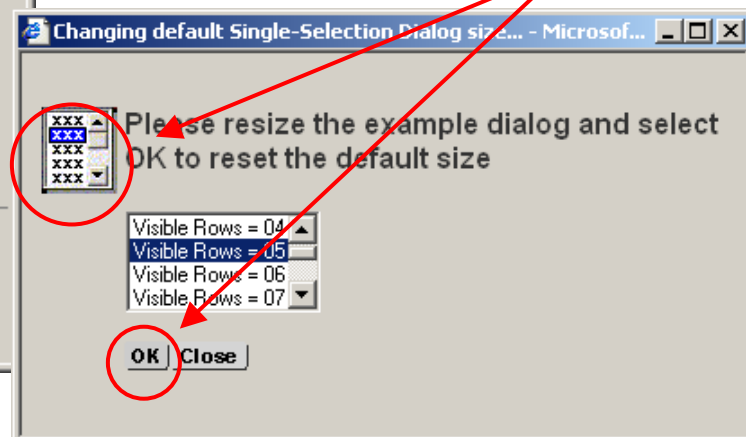 Changing default Single-Selection Dialog size... - Microsof...
xxx
xxx
xxx
xxx
xxx
Please resize the example dialog and select
OK to reset the default size
Visible Rows = 04
Visible Rows = 05
Visible Rows = 06
Visible Rows = 07
OK Close